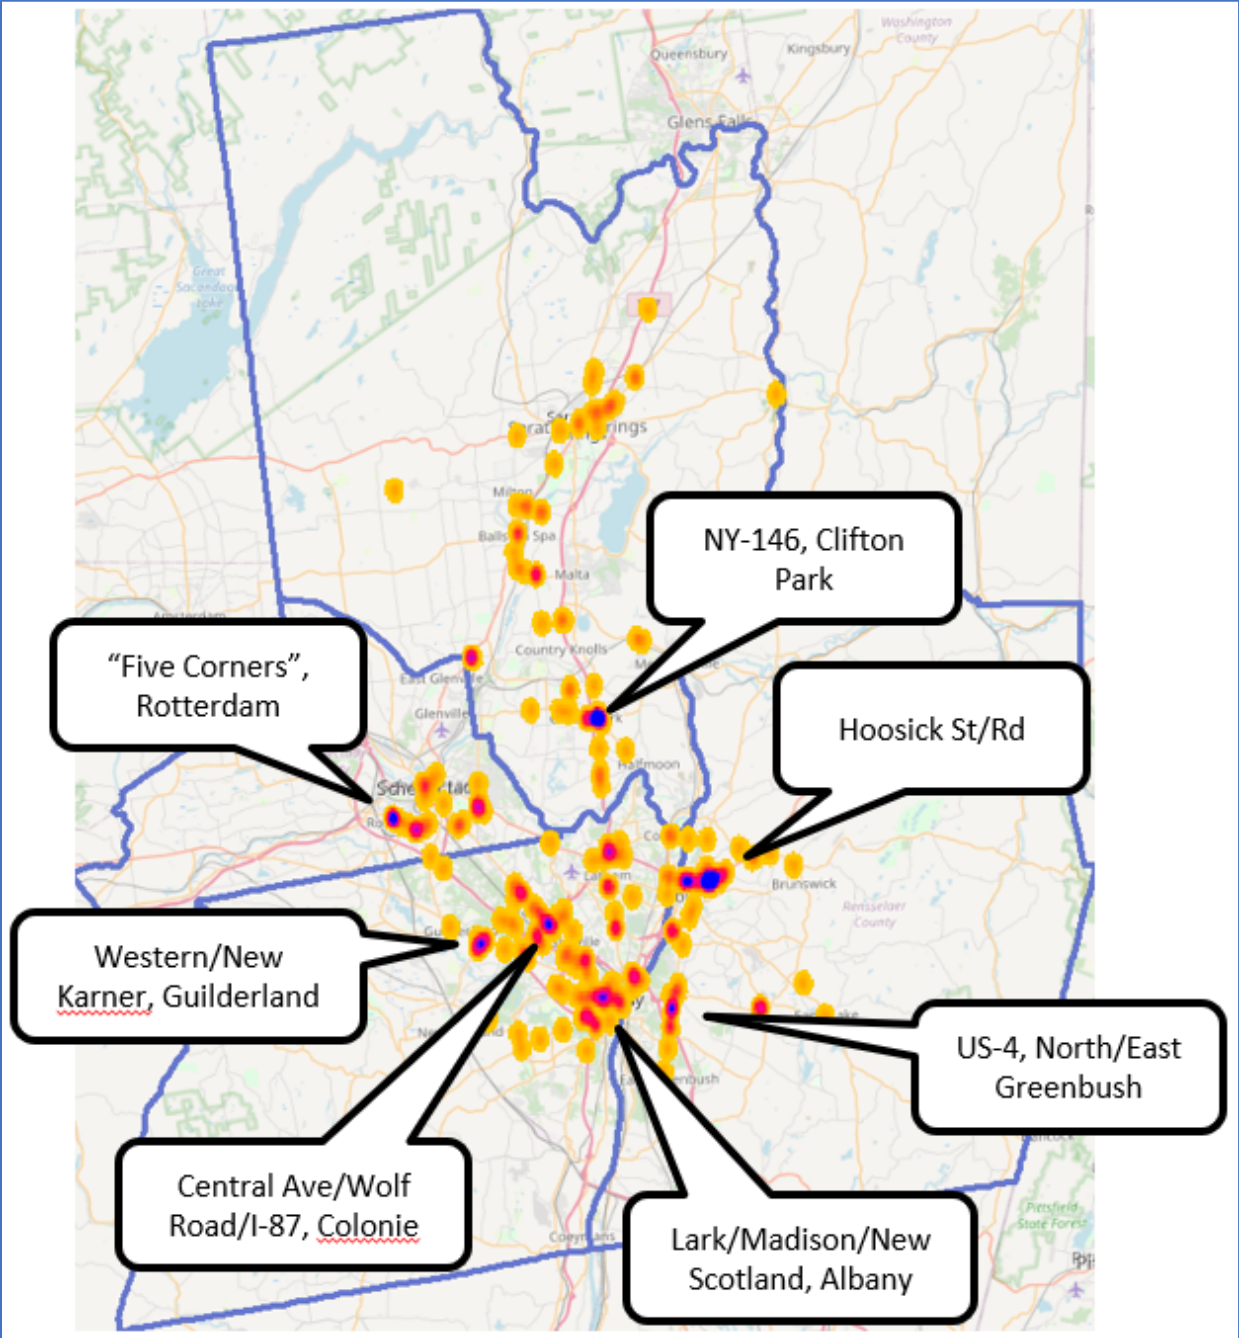 Washington
County
Queensbury
Kingsbury
Glens Falls
Great
Sacandaga
Lake
Milton
Malta
NY-146, Clifton
Park
Amsterdam
Country Knolls
“Five Corners”,
Rotterdam
East Glenville
Glenville
Hoosick St/Rd
Halfmoon
Brunswick
Rensselaer
County
Western/New
Karner, Guilderland
US-4, North/East
Greenbush
Central Ave/Wolf
Road/I-87, Colonie
Lark/Madison/New
Scotland, Albany
Pittsfield
State Forest